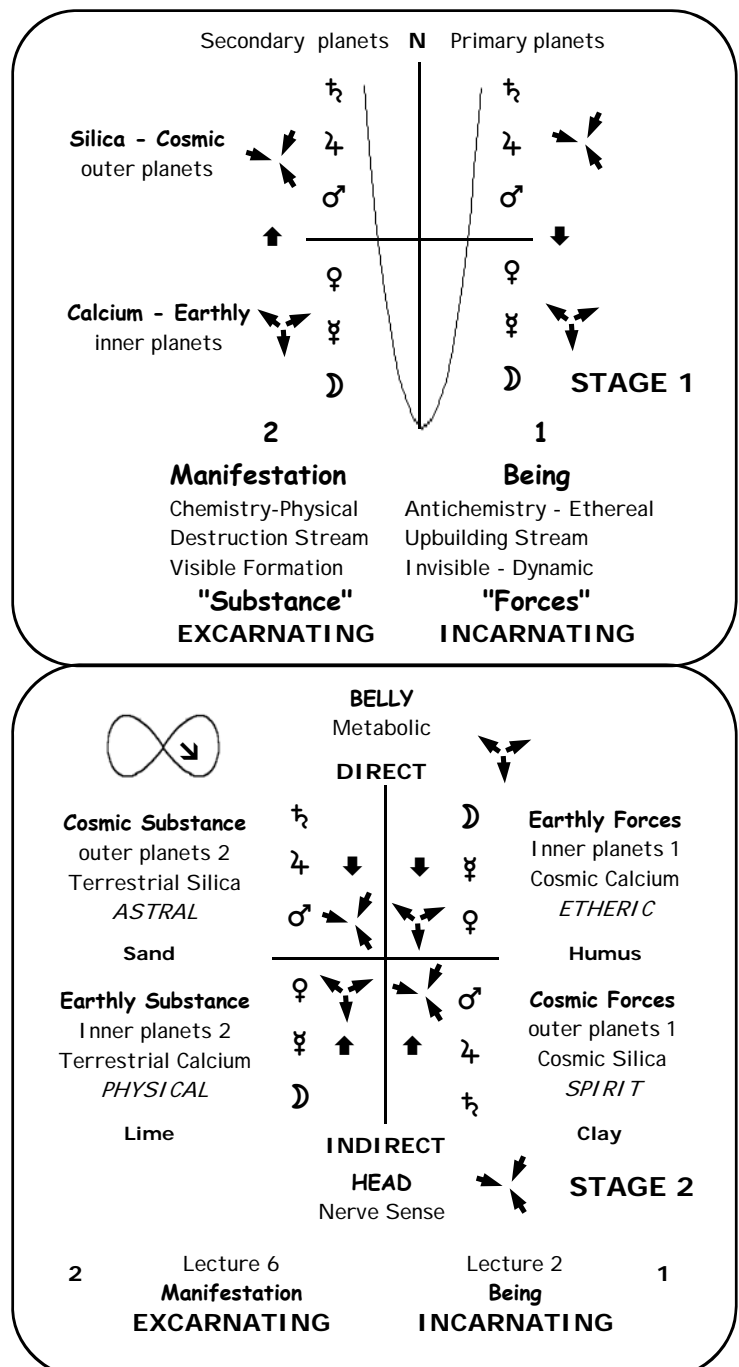 Secondary planets N Primary planets
♄ ♄
Silica - Cosmic
outer planets
♃ ♃
♂ ♂
♀ ♀
Calcium - Earthly
inner planets
☿ ☿
☽ ☽ STAGE 1
2 1
Manifestation Being
Chemistry-Physical Antichemistry - Ethereal
Destruction Stream Upbuilding Stream
Visible Formation Invisible - Dynamic
"Substance" "Forces"
EXCARNATING INCARNATING
BELLY
Metabolic
DIRECT
Cosmic Substance ♄ ☽ Earthly Forces
outer planets 2 ♃ ☿ Inner planets 1
Terrestrial Silica Cosmic Calcium
ASTRAL ♂ ♀ ETHERIC
Sand Humus
Earthly Substance ♀ ♂ Cosmic Forces
Inner planets 2 ☿ ♃ outer planets 1
Terrestrial Calcium Cosmic Silica
PHYSICAL ☽ ♄ SPIRIT
Lime Clay
INDIRECT
HEAD STAGE 2
Nerve Sense
2 Lecture 6 Lecture 2 1
Manifestation Being
EXCARNATING INCARNATING